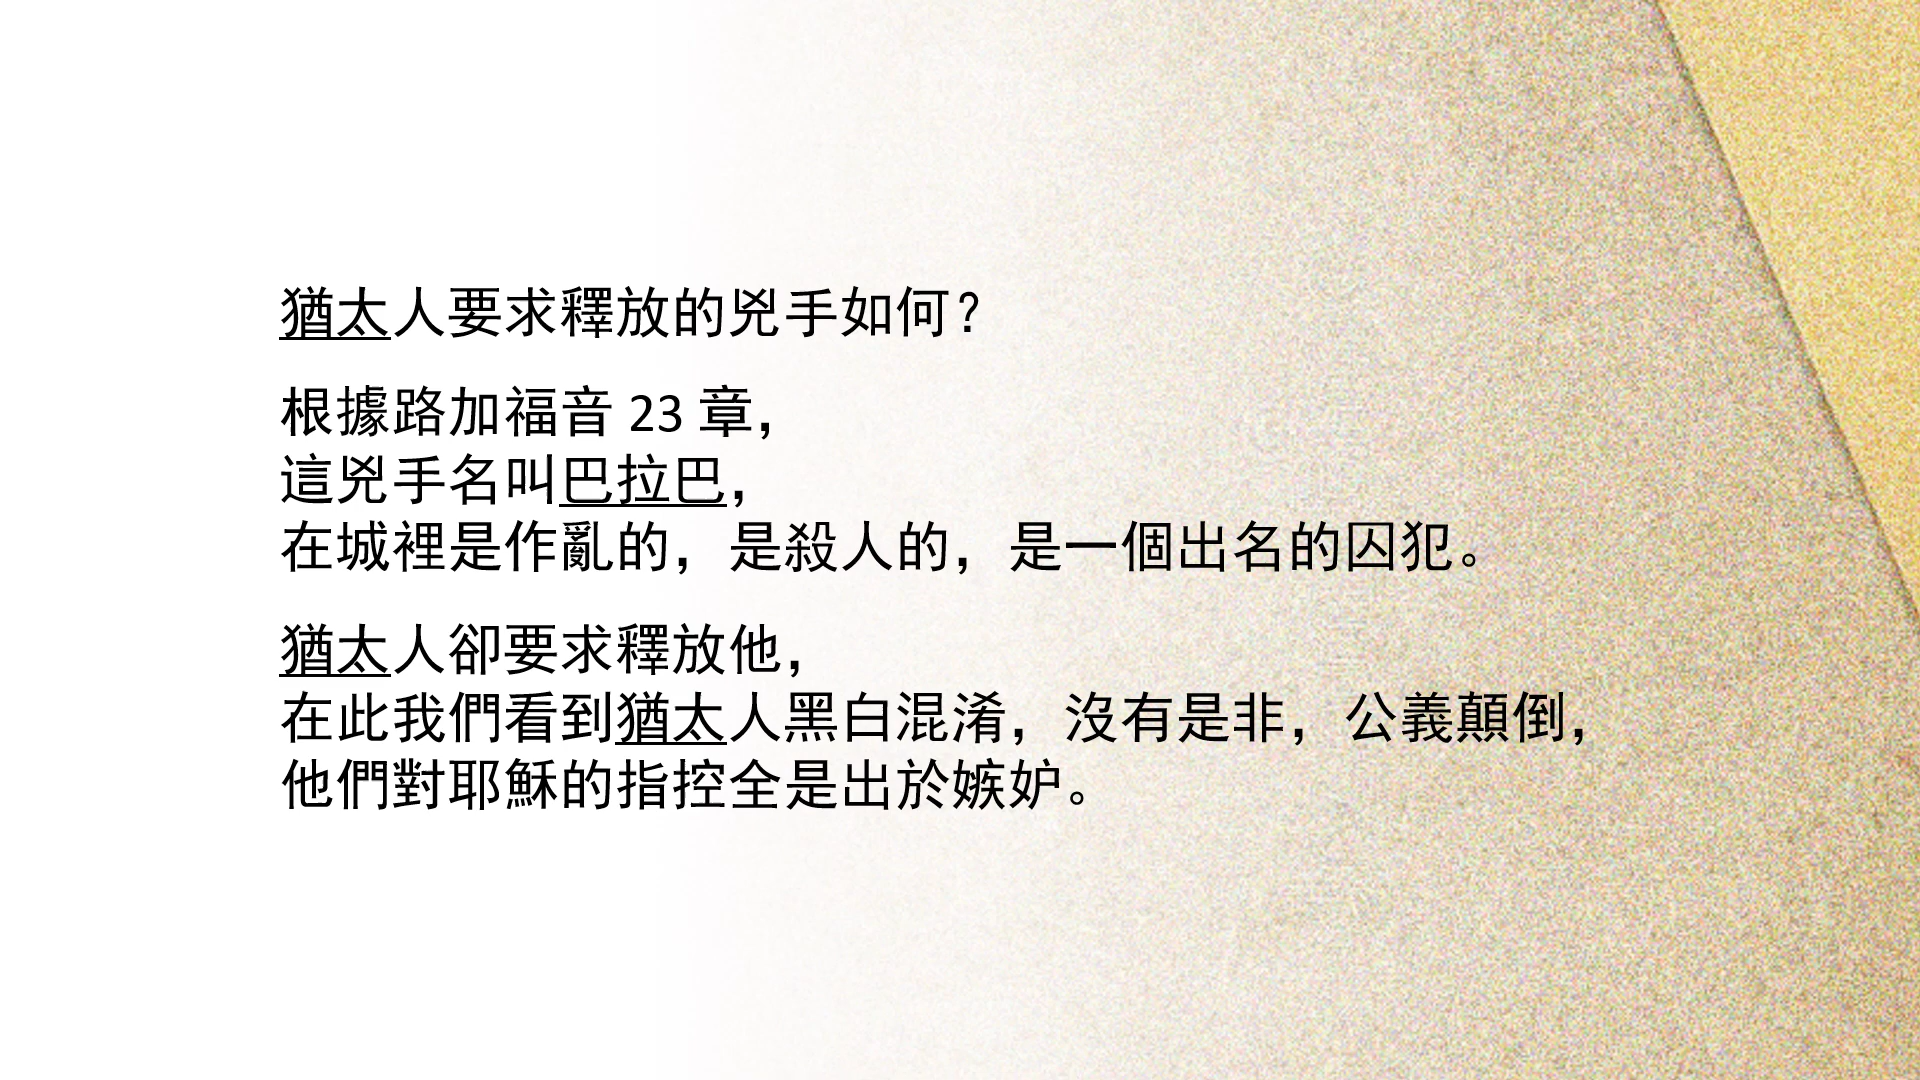 猶太人要求釋放的兇手如何？
根據路加福音 23 章，
這兇手名叫巴拉巴，
在城裡是作亂的，是殺人的，是一個出名的囚犯。
猶太人卻要求釋放他，
在此我們看到猶太人黑白混淆，沒有是非，公義顛倒，
他們對耶穌的指控全是出於嫉妒。